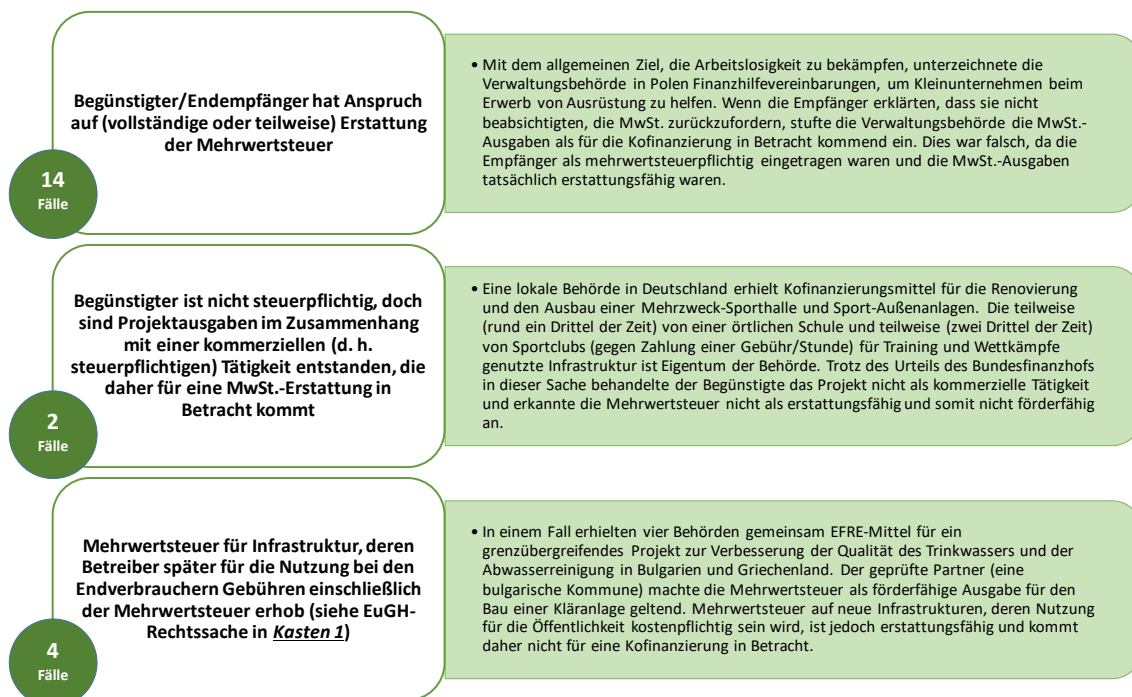 Begünstigter/Endempfänger hat Anspruch
auf (vollständige oder teilweise) Erstattung
der Mehrwertsteuer
14
Fälle
• Mit dem allgemeinen Ziel, die Arbeitslosigkeit zu bekämpfen, unterzeichnete die
Verwaltungsbehörde in Polen Finanzhilfevereinbarungen, um Kleinunternehmen beim
Erwerb von Ausrüstung zu helfen. Wenn die Empfänger erklärten, dass sie nicht
beabsichtigten, die MwSt. zurückzufordern, stufte die Verwaltungsbehörde die MwSt.-
Ausgaben als für die Kofinanzierung in Betracht kommend ein. Dies war falsch, da die
Empfänger als mehrwertsteuerpflichtig eingetragen waren und die MwSt.-Ausgaben
tatsächlich erstattungsfähig waren.
Begünstigter ist nicht steuerpflichtig, doch
sind Projektausgaben im Zusammenhang
mit einer kommerziellen (d. h.
steuerpflichtigen) Tätigkeit entstanden, die
daher für eine MwSt.-Erstattung in
Betracht kommt
2
Fälle
• Eine lokale Behörde in Deutschland erhielt Kofinanzierungsmittel für die Renovierung
und den Ausbau einer Mehrzweck-Sporthalle und Sport-Außenanlagen. Die teilweise
(rund ein Drittel der Zeit) von einer örtlichen Schule und teilweise (zwei Drittel der Zeit)
von Sportclubs (gegen Zahlung einer Gebühr/Stunde) für Training und Wettkämpfe
genutzte Infrastruktur ist Eigentum der Behörde. Trotz des Urteils des Bundesfinanzhofs
in dieser Sache behandelte der Begünstigte das Projekt nicht als kommerzielle Tätigkeit
und erkannte die Mehrwertsteuer nicht als erstattungsfähig und somit nicht förderfähig
an.
Mehrwertsteuer für Infrastruktur, deren
Betreiber später für die Nutzung bei den
Endverbrauchern Gebühren einschließlich
der Mehrwertsteuer erhob (siehe EuGH-
Rechtssache in Kasten 1)
4
Fälle
• In einem Fall erhielten vier Behörden gemeinsam EFRE-Mittel für ein
grenzübergreifendes Projekt zur Verbesserung der Qualität des Trinkwassers und der
Abwasserreinigung in Bulgarien und Griechenland. Der geprüfte Partner (eine
bulgarische Kommune) machte die Mehrwertsteuer als förderfähige Ausgabe für den
Bau einer Kläranlage geltend. Mehrwertsteuer auf neue Infrastrukturen, deren Nutzung
für die Öffentlichkeit kostenpflichtig sein wird, ist jedoch erstattungsfähig und kommt
daher nicht für eine Kofinanzierung in Betracht.